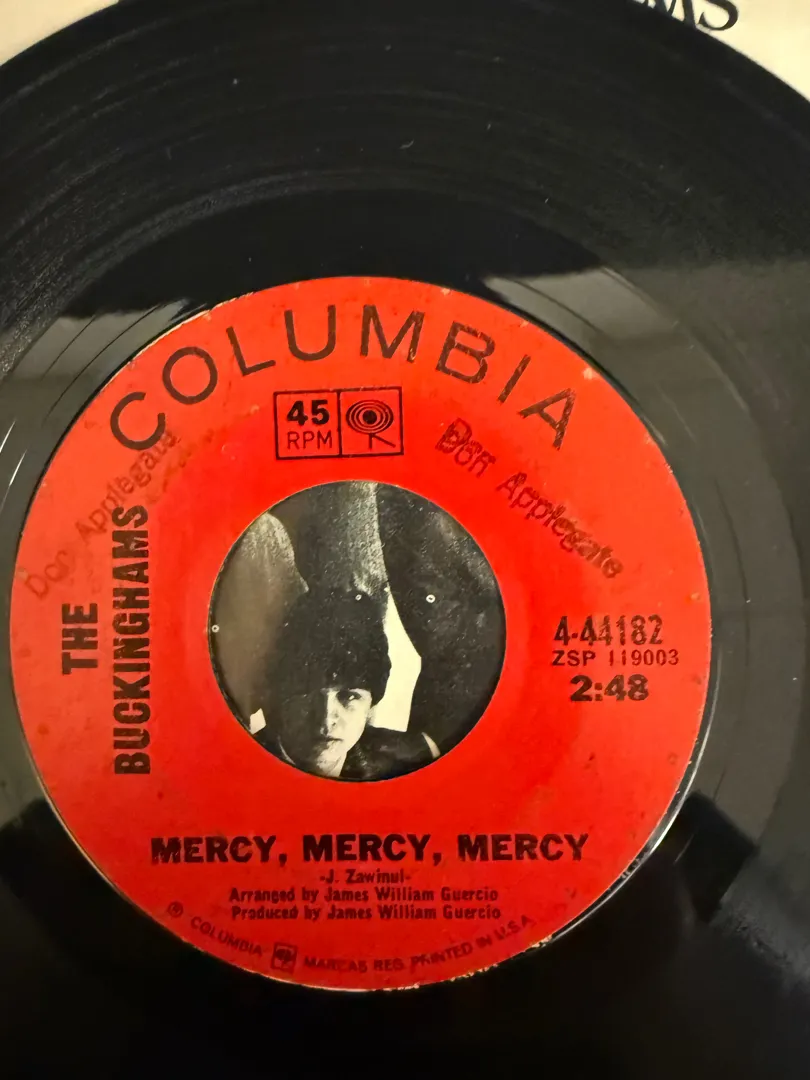 MS
COLUMBIA
45
RPM
Don Applegate
Don Applegate
THE
BUCKINGHAMS
4-44182
ZSP 119003
2:48
MERCY, MERCY, MERCY
-J. Zawinul-
Arranged by James William Guercio
Produced by James William Guercio
® COLUMBIA MARCAS REG. PRINTED IN U.S.A.